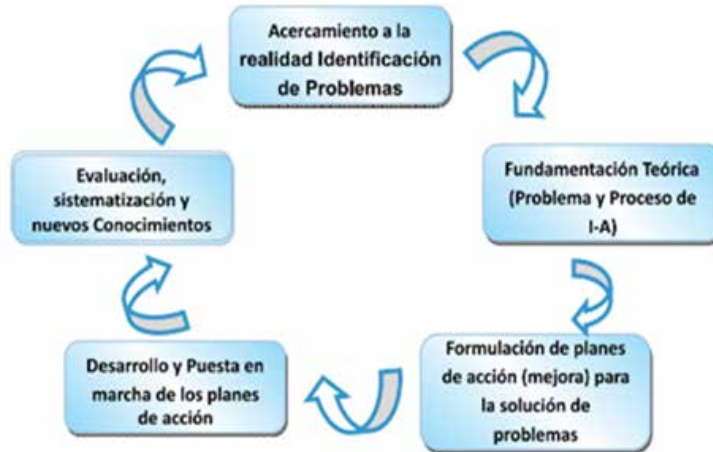 Acercamiento a la
realidad Identificación
de Problemas
Fundamentación Teórica
(Problema y Proceso de
I-A)
Formulación de planes
de acción (mejora) para
la solución de
problemas
Desarrollo y Puesta en
marcha de los planes
de acción
Evaluación,
sistematización y
nuevos Conocimientos